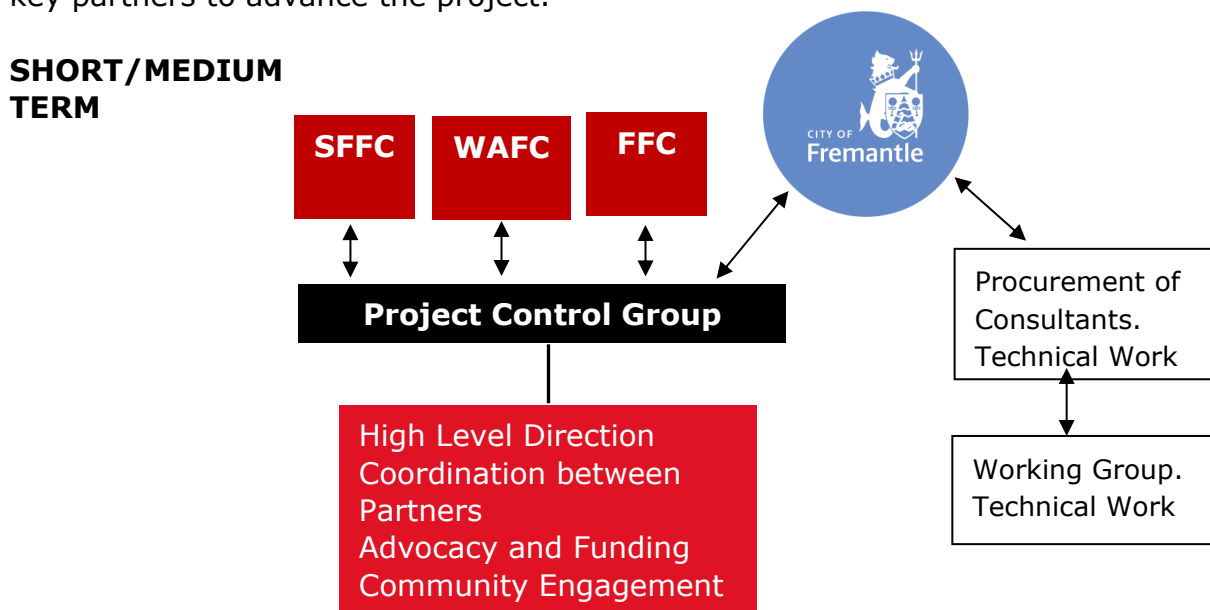 key partners to advance the project.
SHORT/MEDIUM
TERM
SFFC
WAFC
FFC
CITY OF
Fremantle
Project Control Group
Procurement of
Consultants.
Technical Work
High Level Direction
Coordination between
Partners
Advocacy and Funding
Community Engagement
Working Group.
Technical Work